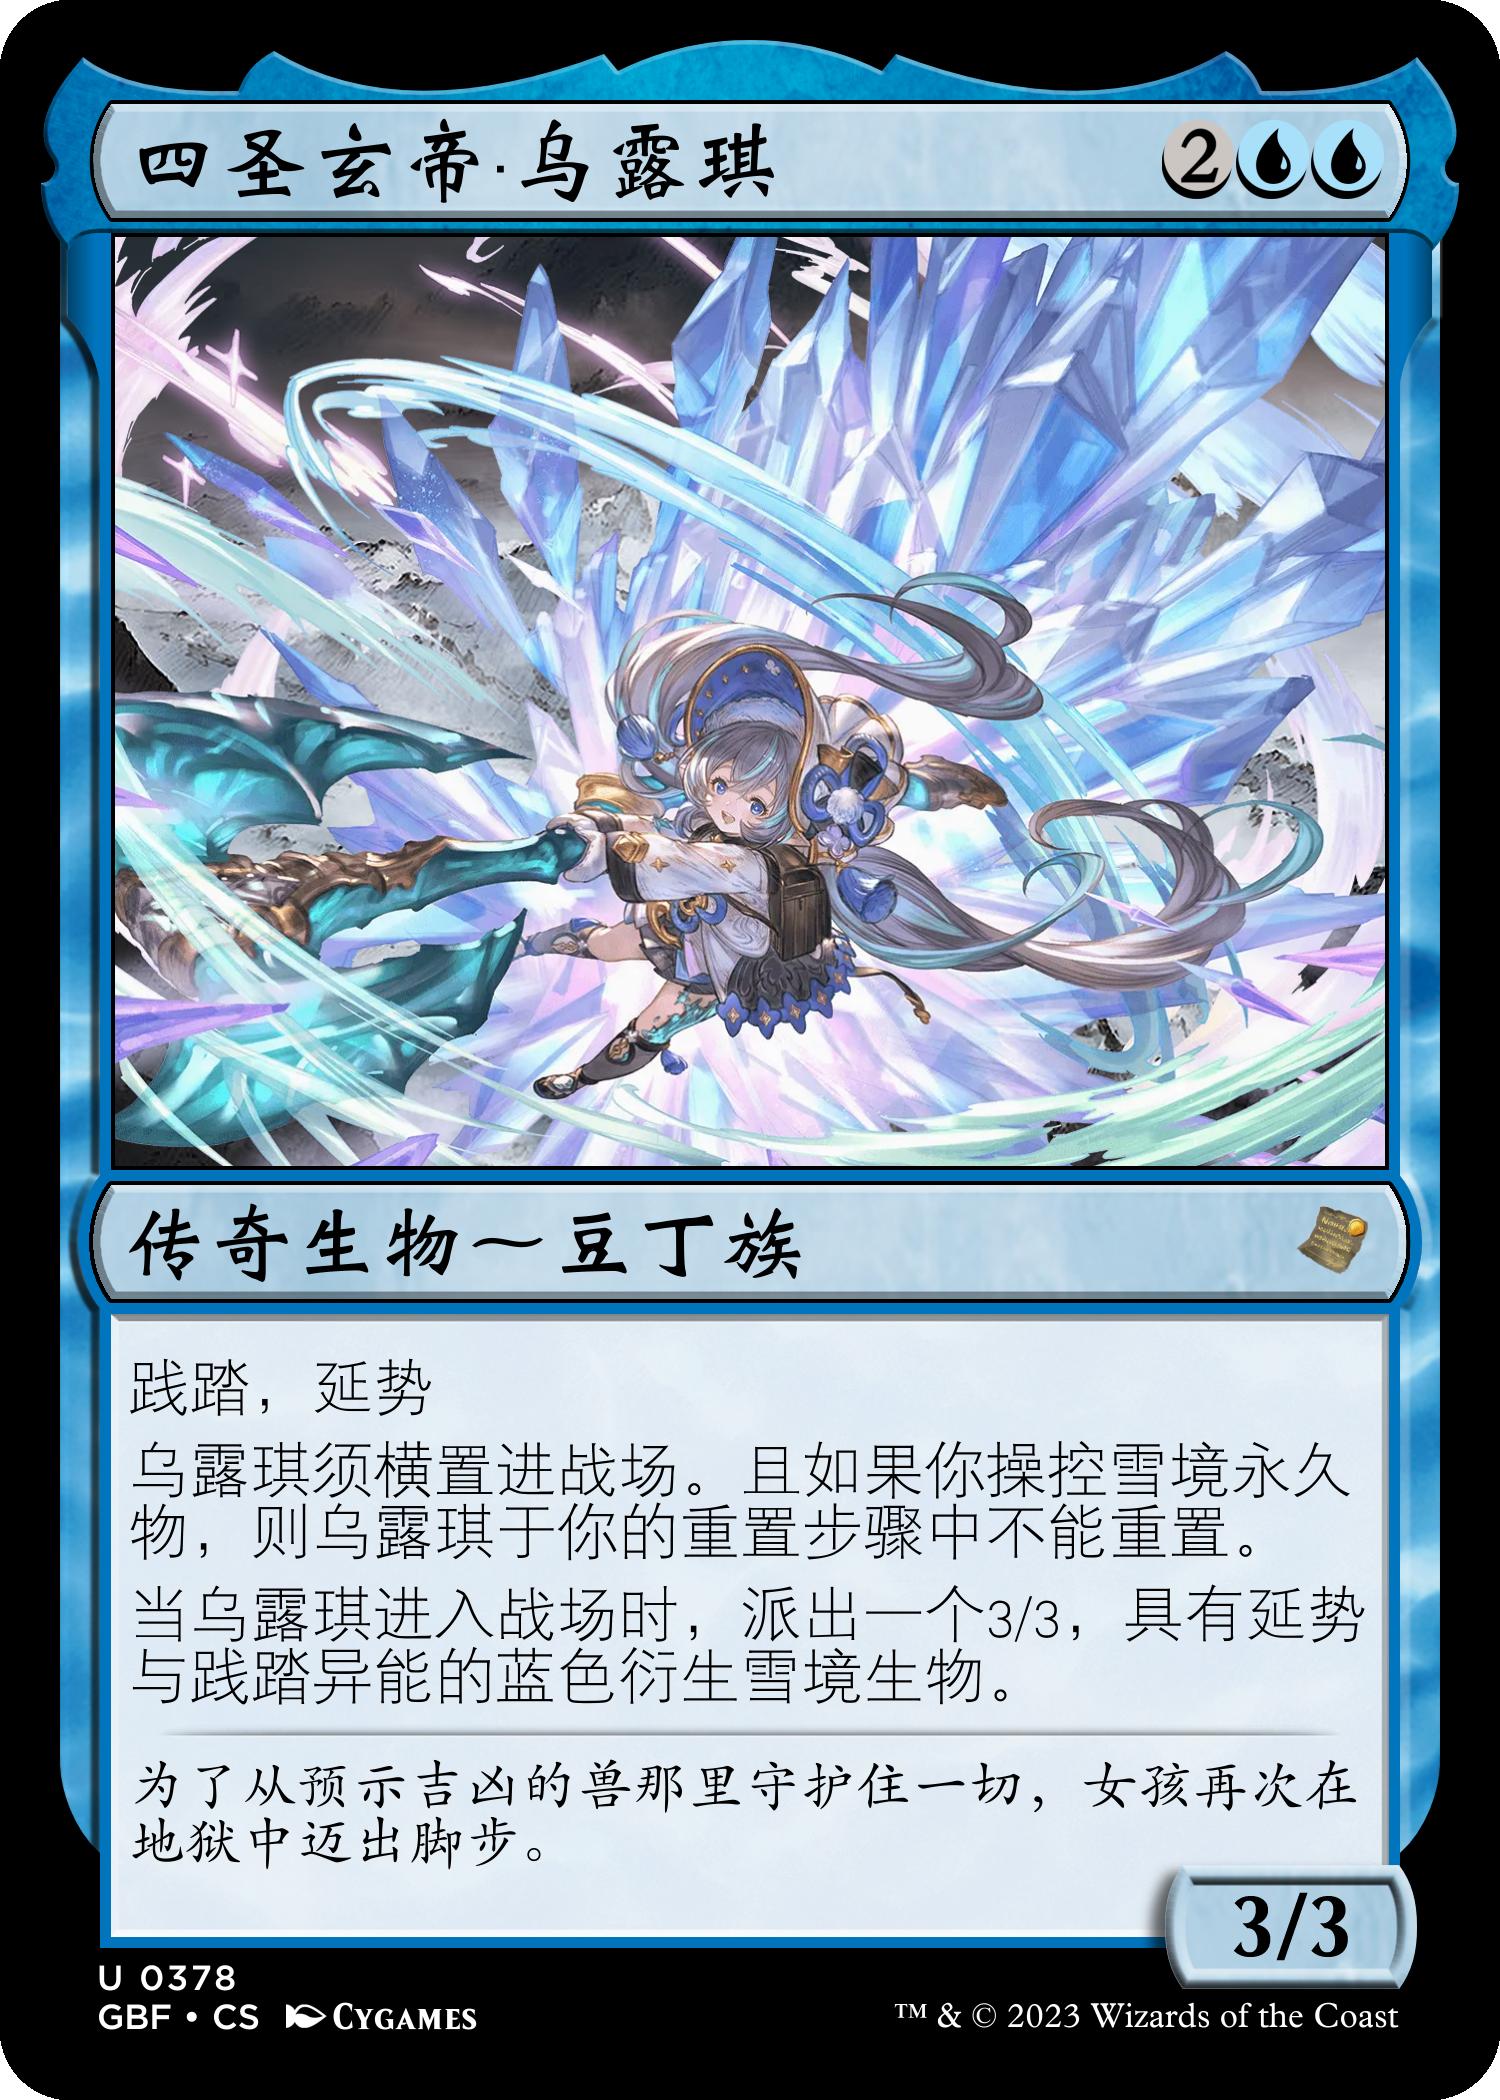 四圣玄帝·乌露琪 2
传奇生物～豆丁族
践踏，延势
乌露琪须横置进战场。且如果你操控雪境永久
物，则乌露琪于你的重置步骤中不能重置。
当乌露琪进入战场时，派出一个3/3，具有延势
与践踏异能的蓝色衍生雪境生物。
为了从预示吉凶的兽那里守护住一切，女孩再次在
地狱中迈出脚步。
3/3
U 0378
GBF • CS CYGAMES
™ & © 2023 Wizards of the Coast